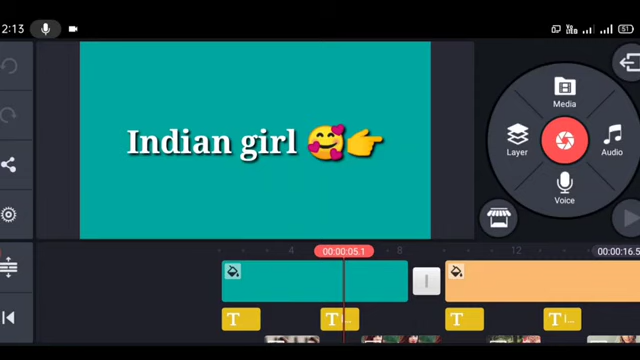 2:13
51
Indian girl 🥰👉
Media
Layer
Audio
Voice
4
00:00:05.1
8
12
00:00:16.5
T
T I...
T
T I...